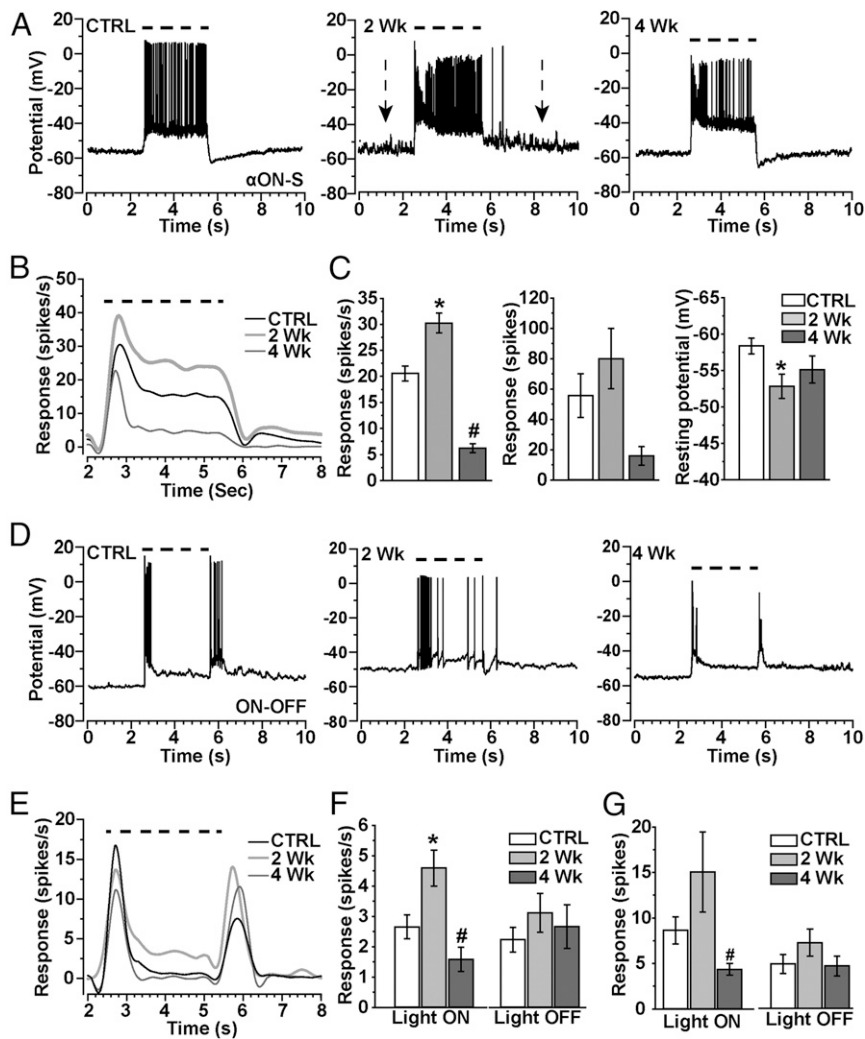 A
CTRL
2 Wk
4 Wk
20
0
-20
-40
-60
-80
Potential (mV)
αON-S
0 2 4 6 8 10
Time (s)
20
0
-20
-40
-60
-80
0 2 4 6 8 10
Time (s)
20
0
-20
-40
-60
-80
0 2 4 6 8 10
Time (s)
B
50
40
30
20
10
0
Response (spikes/s)
CTRL
2 Wk
4 Wk
2 3 4 5 6 7 8
Time (Sec)
C
35
30
25
20
15
10
5
0
Response (spikes/s)
*
#
120
100
80
60
40
20
0
Response (spikes)
-65
-60
-55
-50
-45
-40
Resting potential (mV)
*
CTRL
2 Wk
4 Wk
D
CTRL
2 Wk
4 Wk
20
0
-20
-40
-60
-80
Potential (mV)
ON-OFF
0 2 4 6 8 10
Time (s)
20
0
-20
-40
-60
-80
0 2 4 6 8 10
Time (s)
20
0
-20
-40
-60
-80
0 2 4 6 8 10
Time (s)
E
20
15
10
5
0
Response (spikes/s)
CTRL
2 Wk
4 Wk
2 3 4 5 6 7 8
Time (s)
F
6
5
4
3
2
1
0
Response (spikes/s)
*
#
CTRL
2 Wk
4 Wk
Light ON Light OFF
G
20
15
10
5
0
Response (spikes)
#
CTRL
2 Wk
4 Wk
Light ON Light OFF